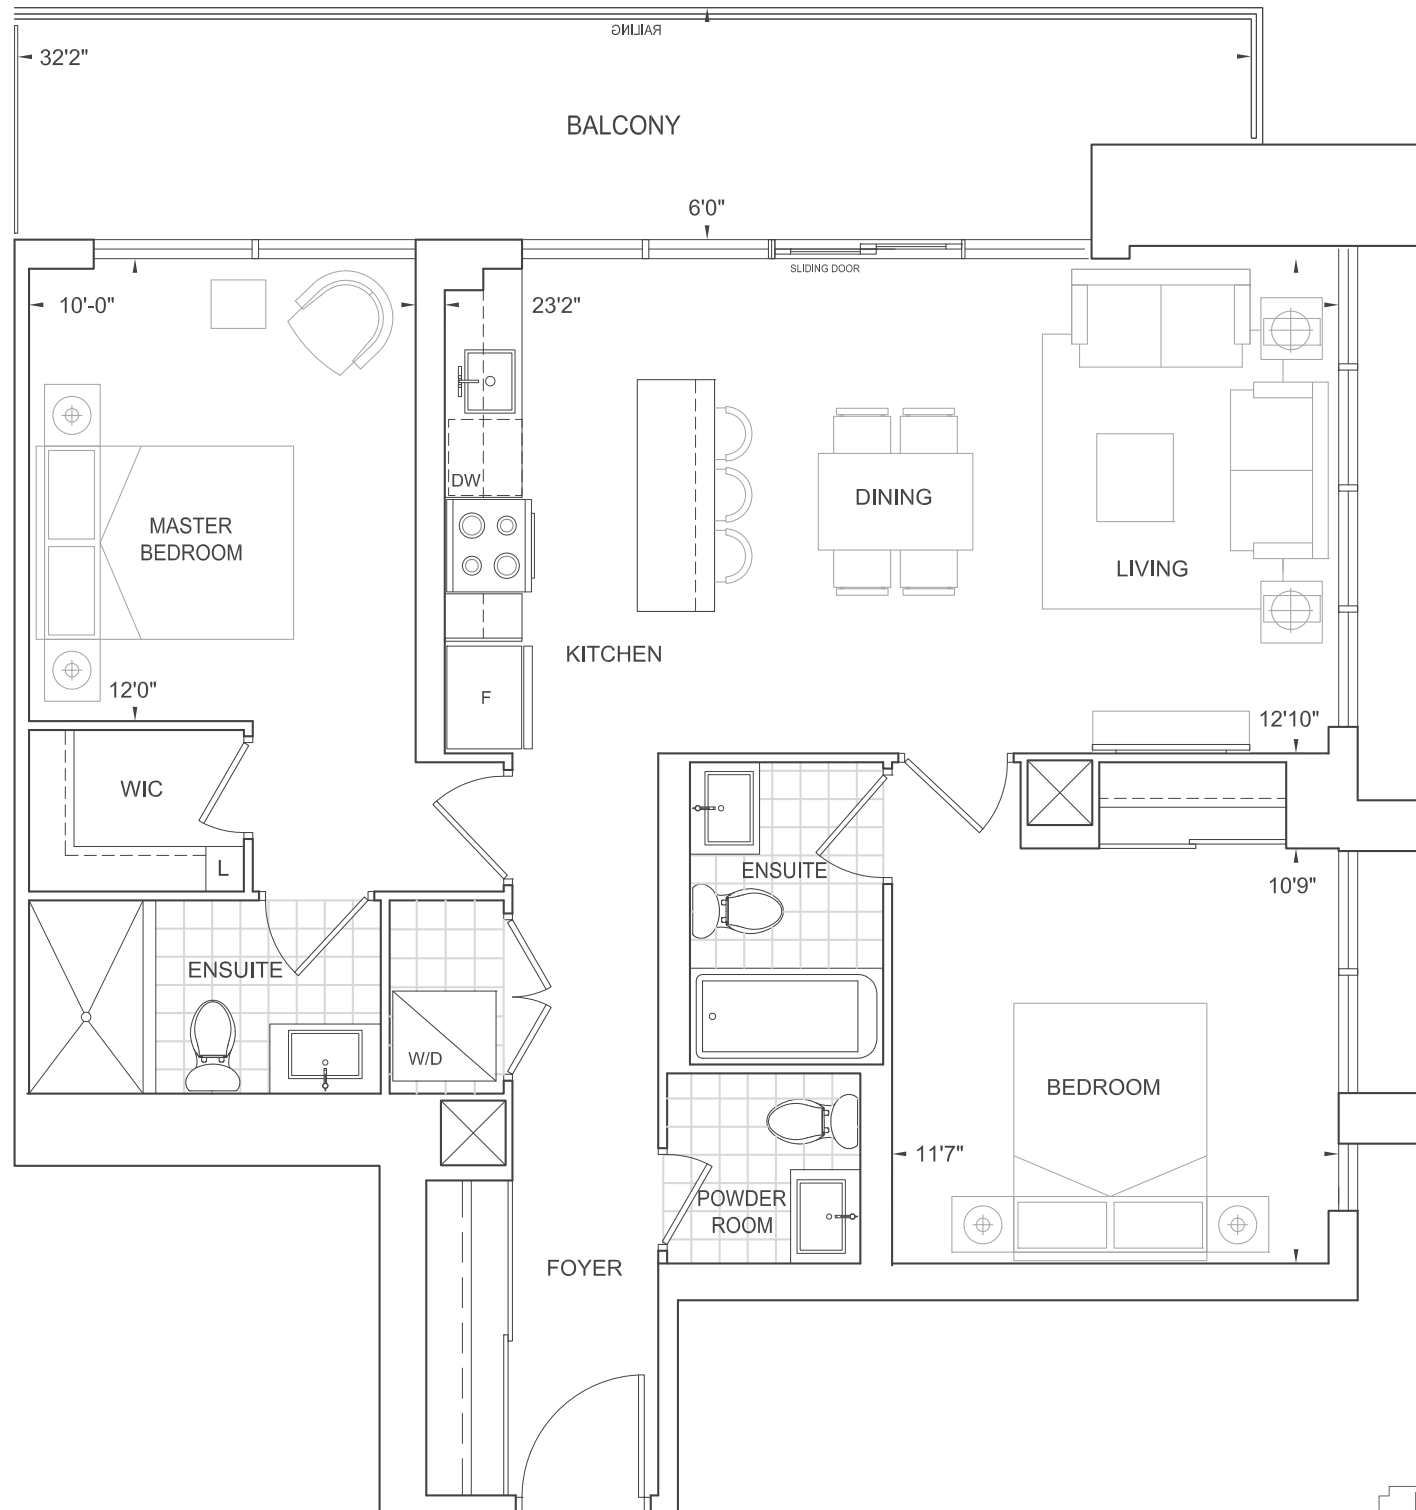 RAILING
32'2"
BALCONY
6'0"
SLIDING DOOR
10'-0"
23'2"
DW
DINING
MASTER
BEDROOM
LIVING
KITCHEN
12'0"
F
12'10"
WIC
L
ENSUITE
10'9"
ENSUITE
W/D
BEDROOM
11'7"
POWDER
ROOM
FOYER